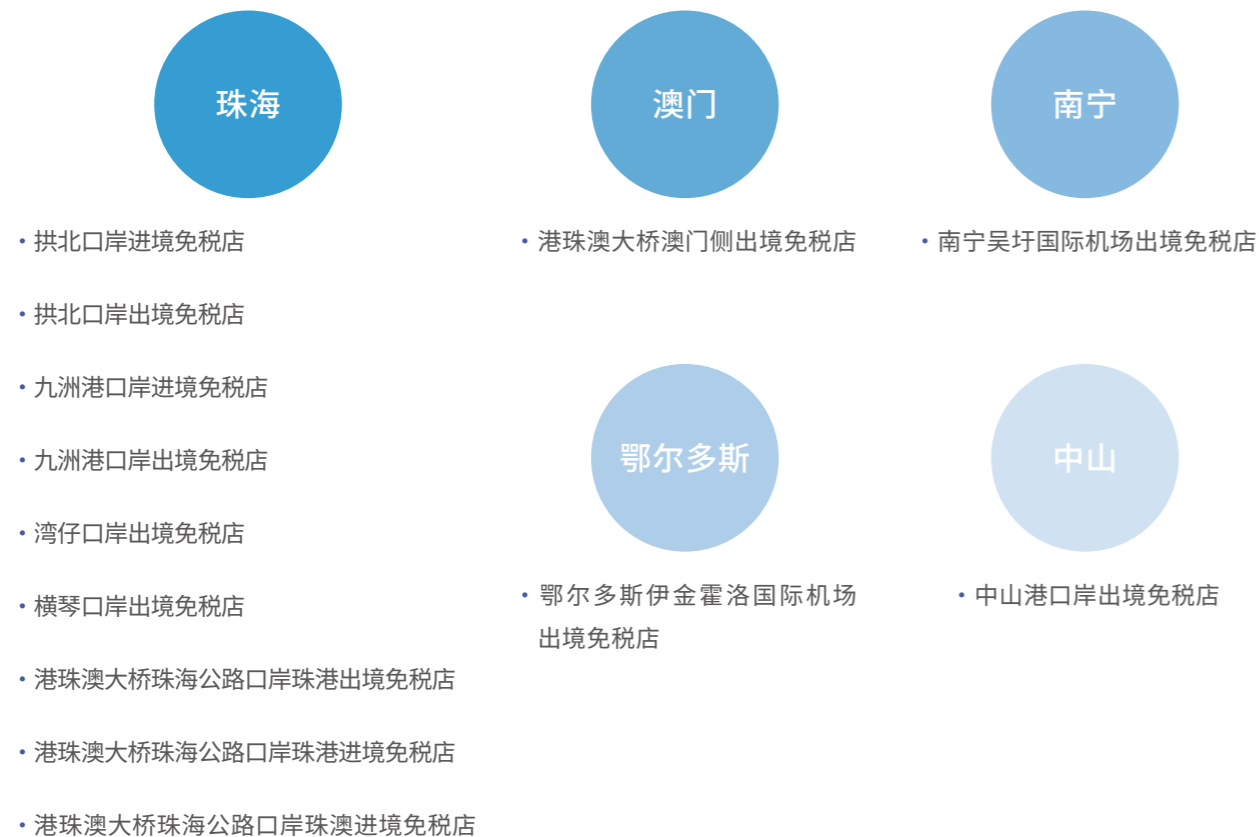 珠海
• 拱北口岸进境免税店
• 拱北口岸出境免税店
• 九洲港口岸进境免税店
• 九洲港口岸出境免税店
• 湾仔口岸出境免税店
• 横琴口岸出境免税店
• 港珠澳大桥珠海公路口岸珠港出境免税店
• 港珠澳大桥珠海公路口岸珠港进境免税店
• 港珠澳大桥珠海公路口岸珠澳进境免税店
澳门
• 港珠澳大桥澳门侧出境免税店
南宁
• 南宁吴圩国际机场出境免税店
鄂尔多斯
• 鄂尔多斯伊金霍洛国际机场
出境免税店
中山
• 中山港口岸出境免税店